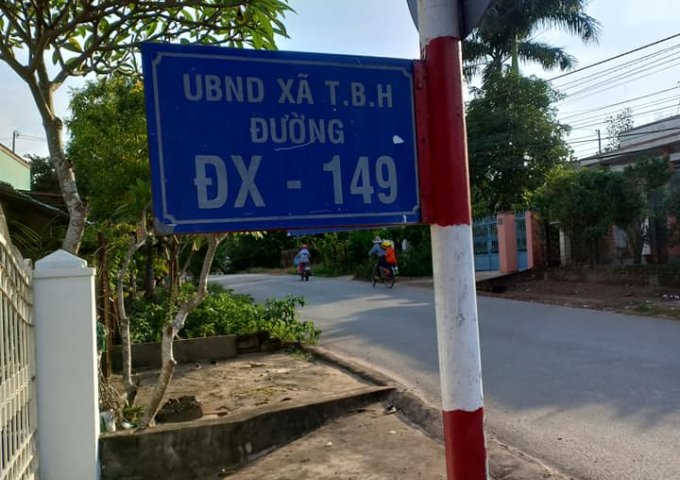 UBND XÃ T.B.H
ĐƯỜNG
ĐX - 149